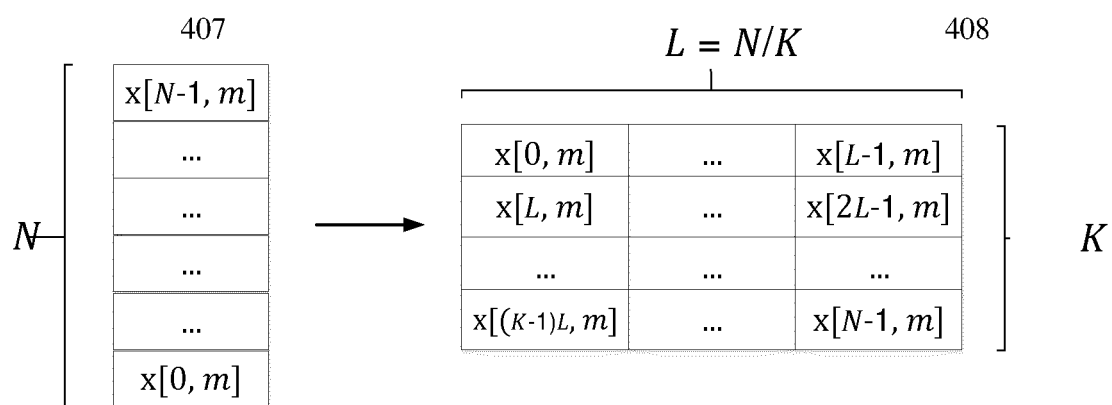 407
408
L = N/K
x[N-1, m]
...
...
...
...
x[0, m]
N
x[0, m] ... x[L-1, m]
x[L, m] ... x[2L-1, m]
... ... ...
x[(K-1)L, m] ... x[N-1, m]
K